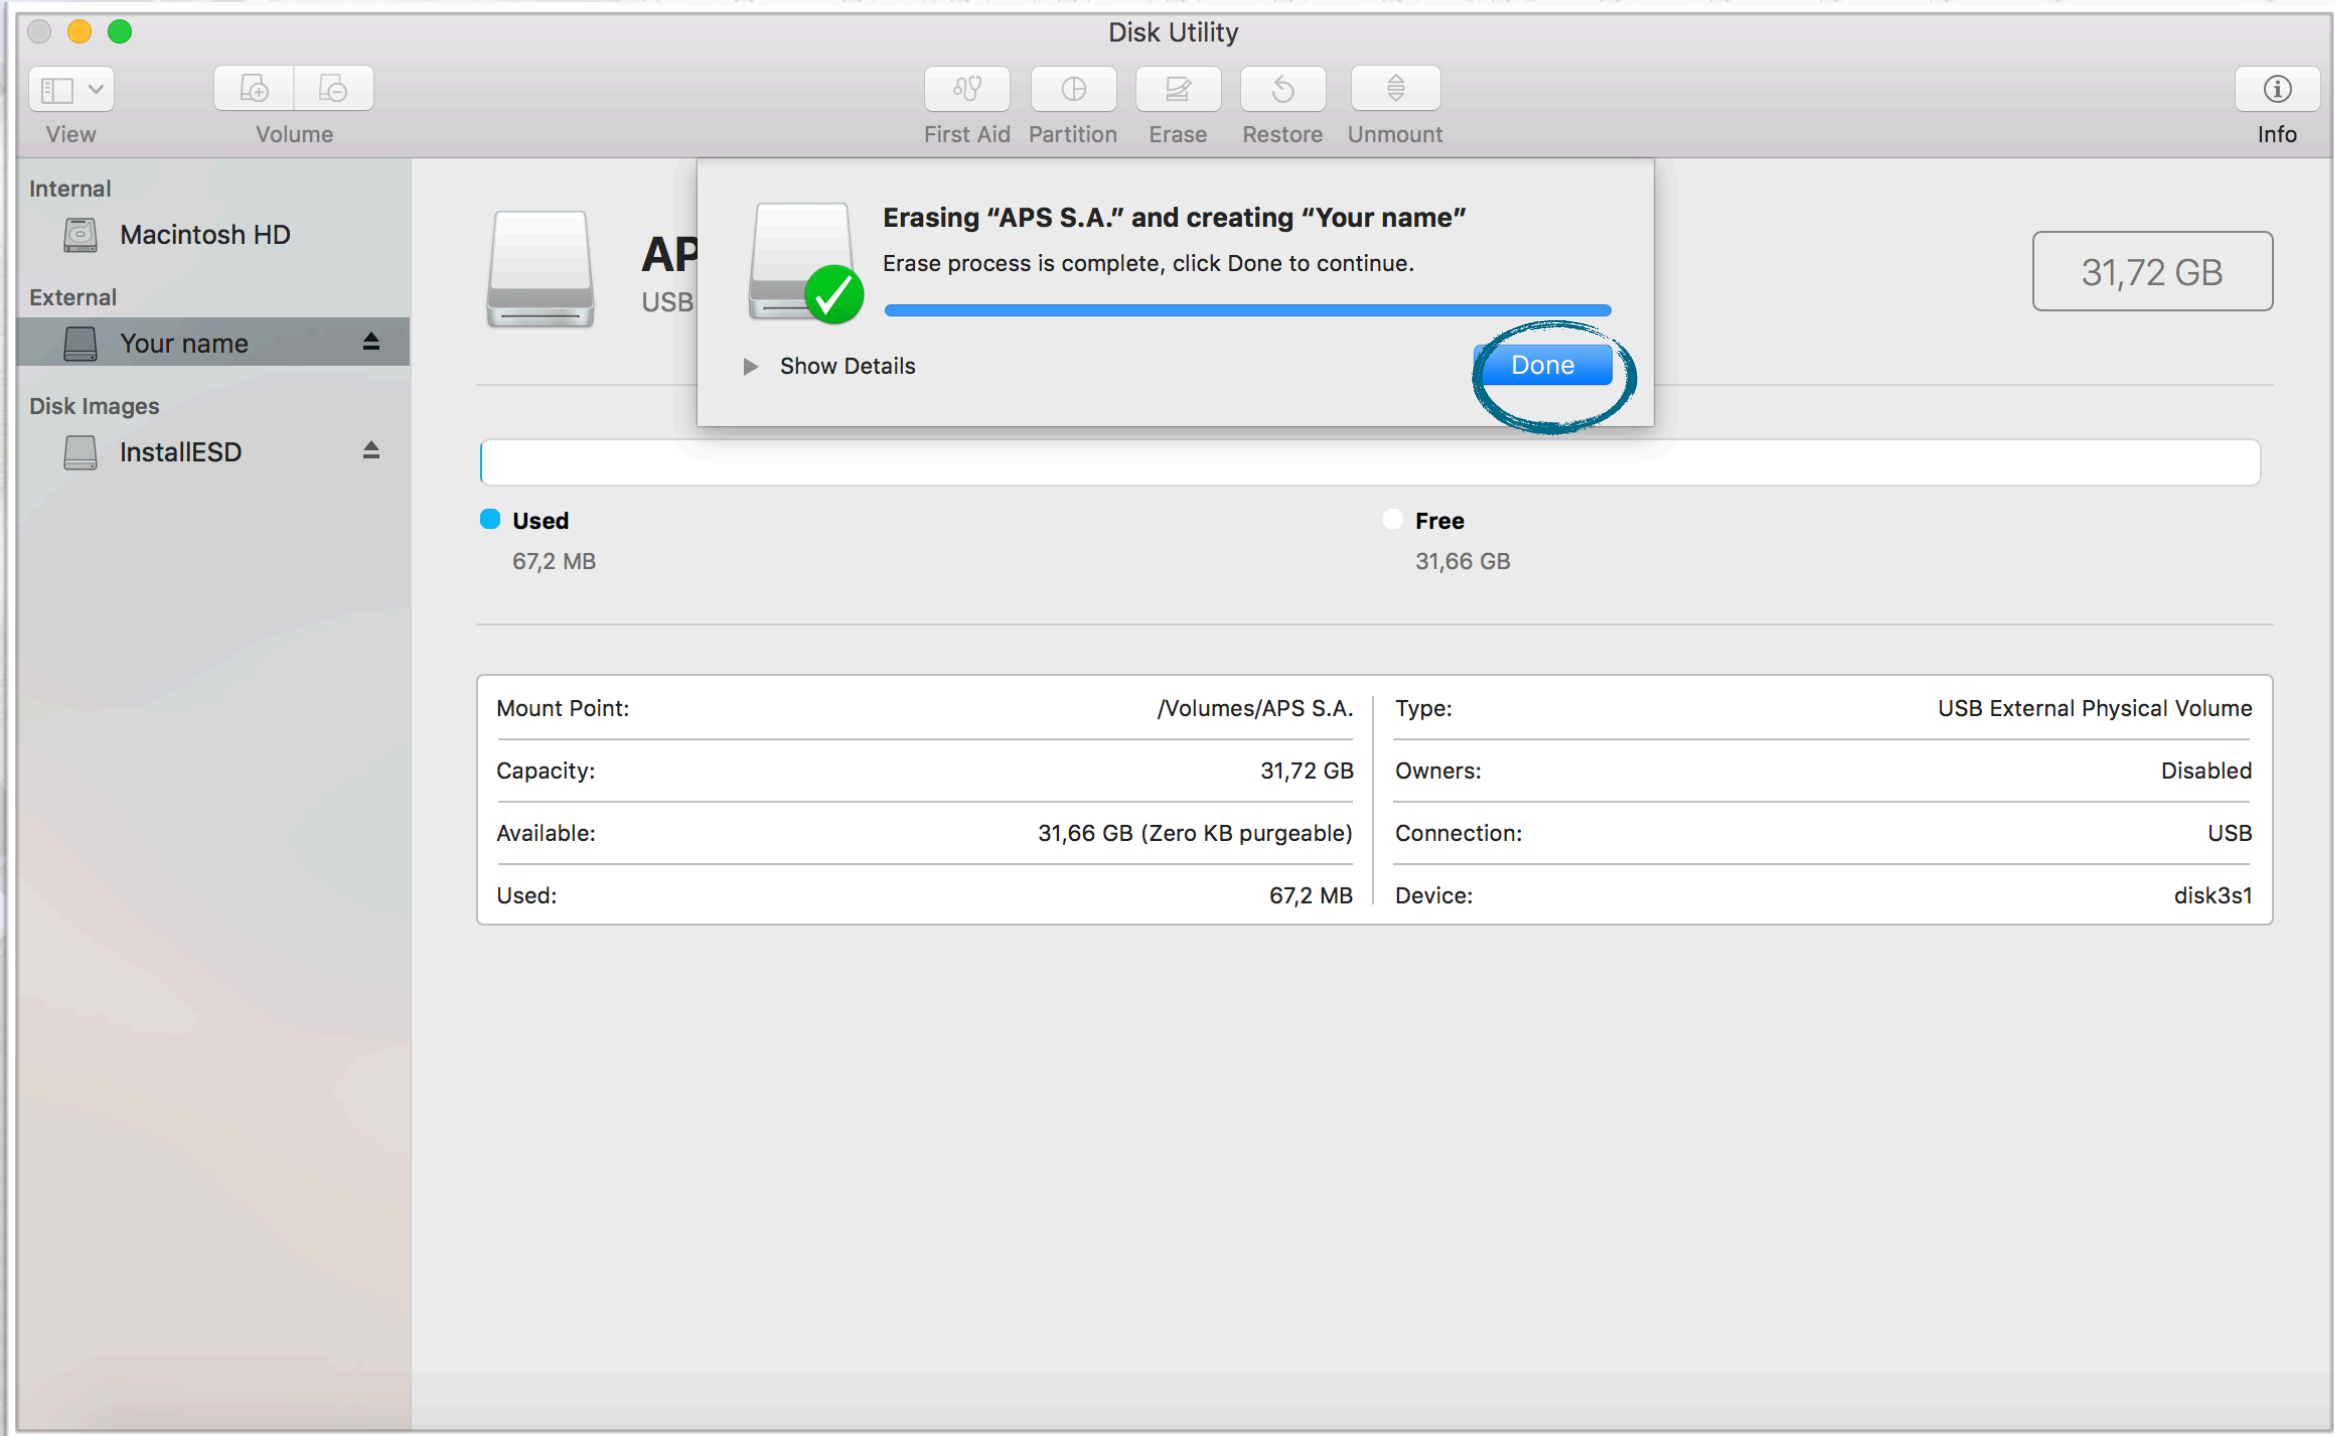 Disk Utility
View
Volume
First Aid
Partition
Erase
Restore
Unmount
Info
Internal
Macintosh HD
External
Your name
Disk Images
InstallESD
AP
USB
Erasing “APS S.A.” and creating “Your name”
Erase process is complete, click Done to continue.
Show Details
Done
31,72 GB
Used
67,2 MB
Free
31,66 GB
Mount Point: /Volumes/APS S.A.
Capacity: 31,72 GB
Available: 31,66 GB (Zero KB purgeable)
Used: 67,2 MB
Type: USB External Physical Volume
Owners: Disabled
Connection: USB
Device: disk3s1